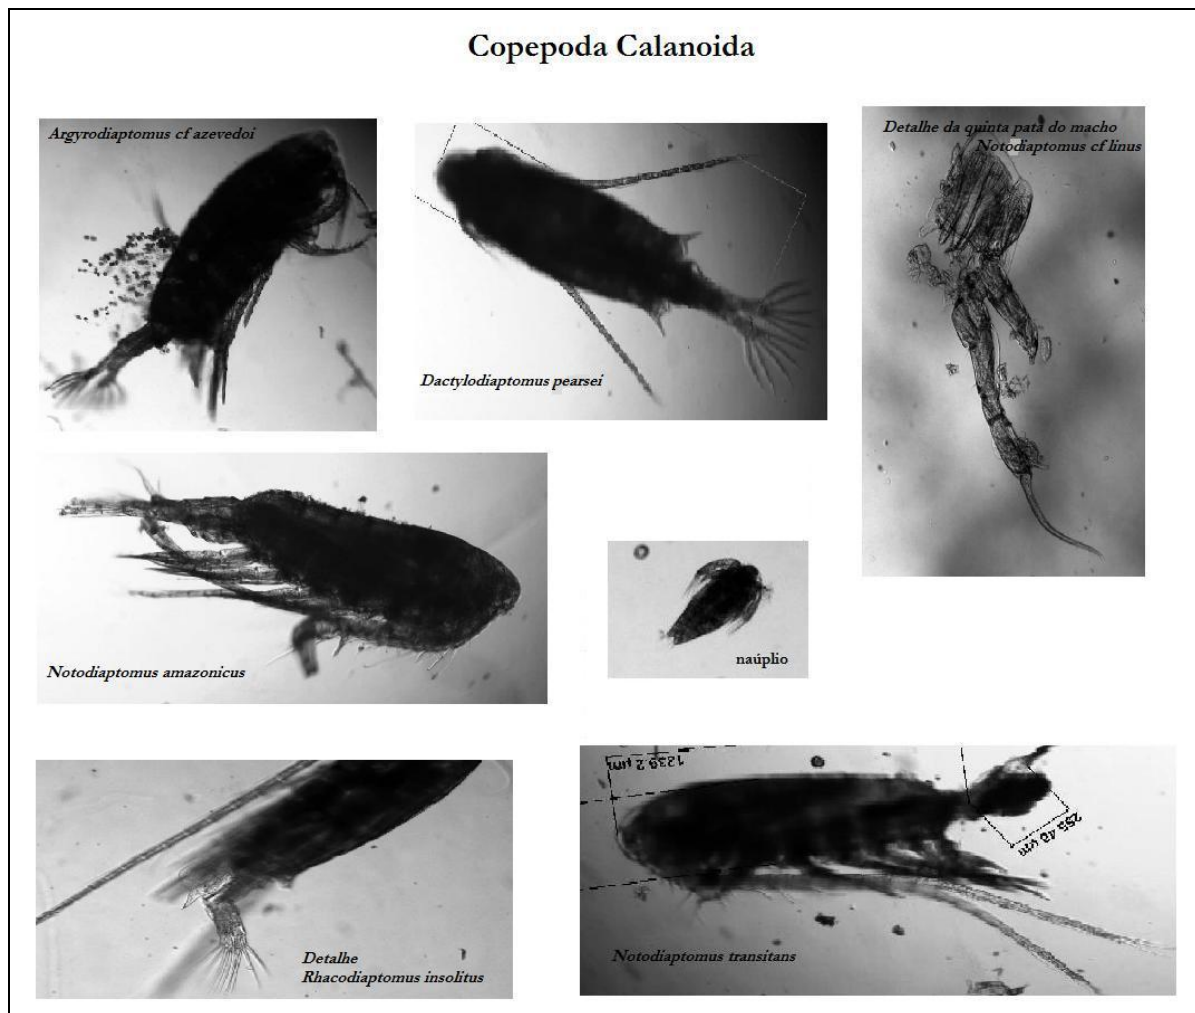 Copepoda Calanoida
Argyrodiaptomus cf azevedoi
Dactylodiaptomus pearsei
Detalhe da quinta pata do macho
Notodiaptomus cf linus
Notodiaptomus amazonicus
naúplio
Detalhe
Rhacodiaptomus insolitus
1239.2 µm
255.43 µm
Notodiaptomus transitans